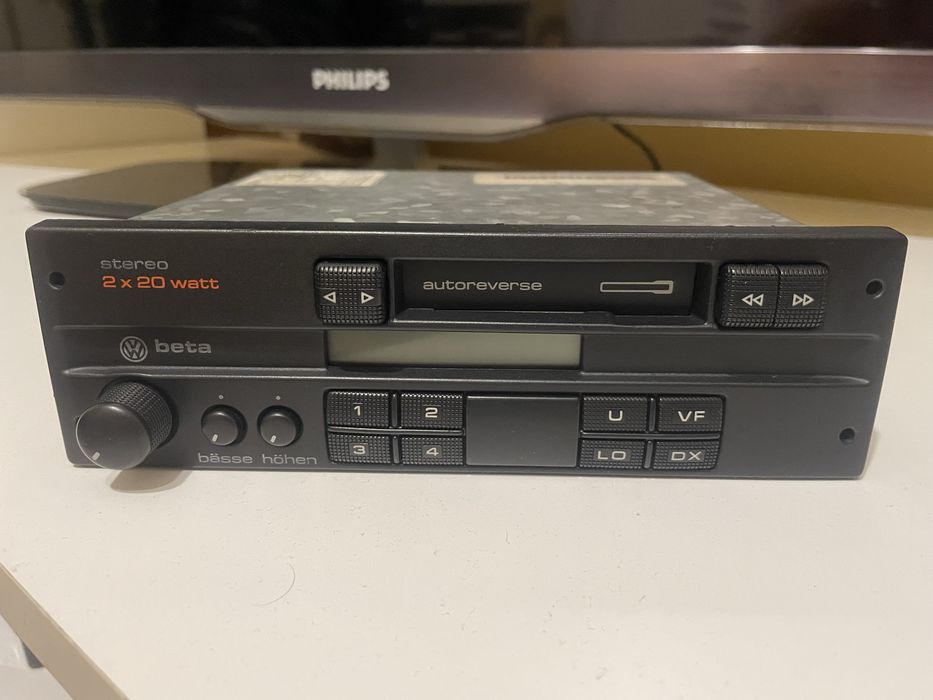 PHILIPS
stereo
2 x 20 watt
autoreverse
beta
1 2
U VF
3 4
LO DX
bässe höhen